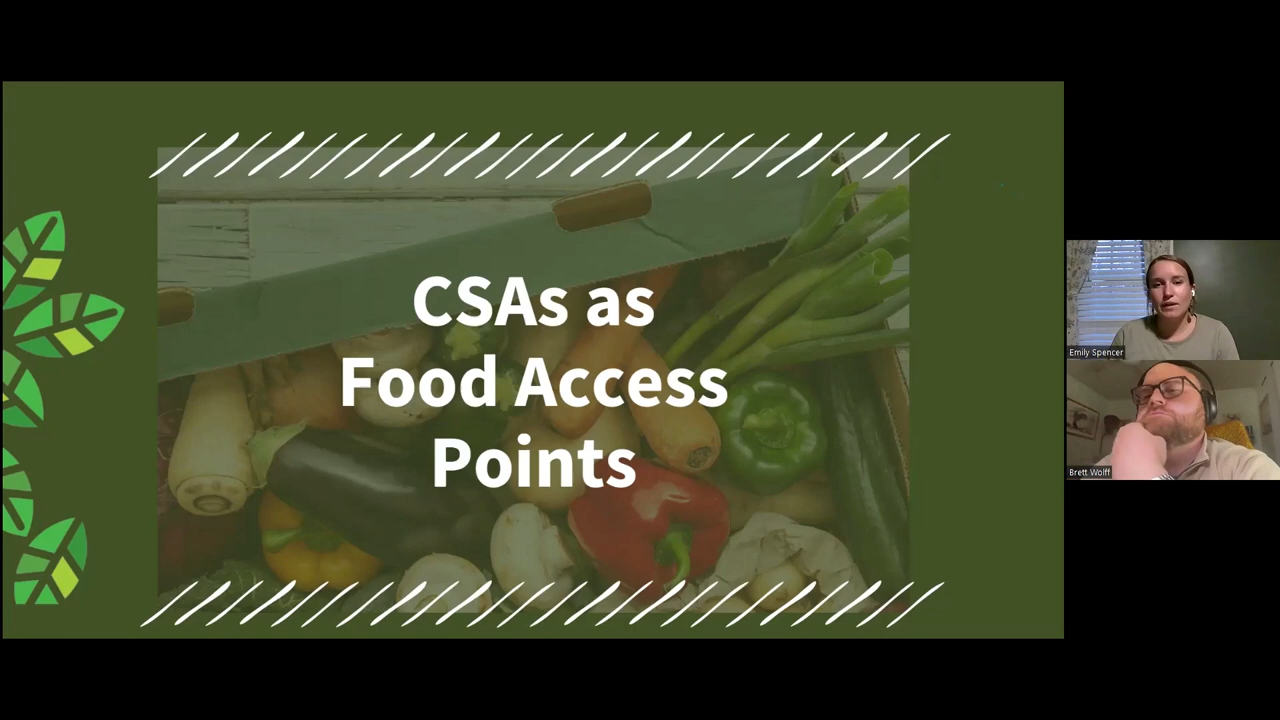 CSAs as
Food Access
Points
Emily Spencer
Brett Wolff